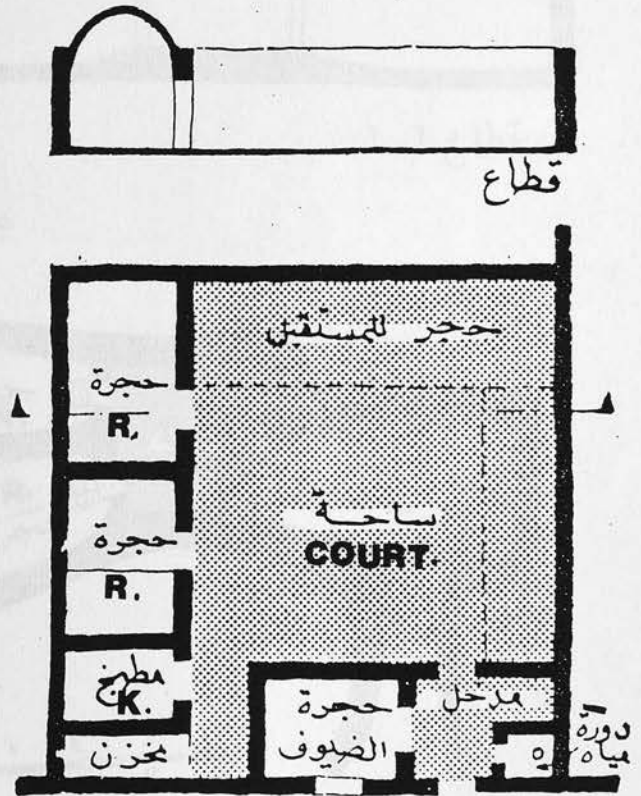 قطاع
حجر للمستقبل
حجرة
R.
ساحة
COURT.
حجرة
R.
مطبخ
K.
مدخل
حجرة
الضيوف
مخزن
دورة
مياه